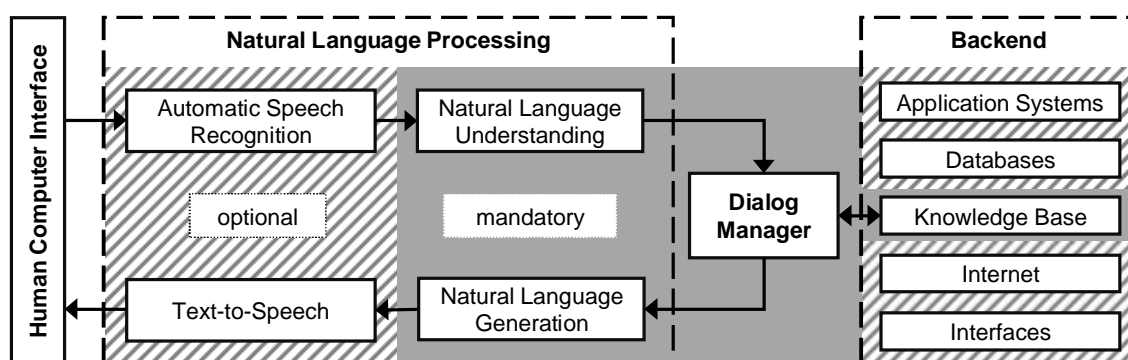 Human Computer Interface
Natural Language Processing
Automatic Speech
Recognition
Natural Language
Understanding
optional
mandatory
Text-to-Speech
Natural Language
Generation
Dialog
Manager
Backend
Application Systems
Databases
Knowledge Base
Internet
Interfaces